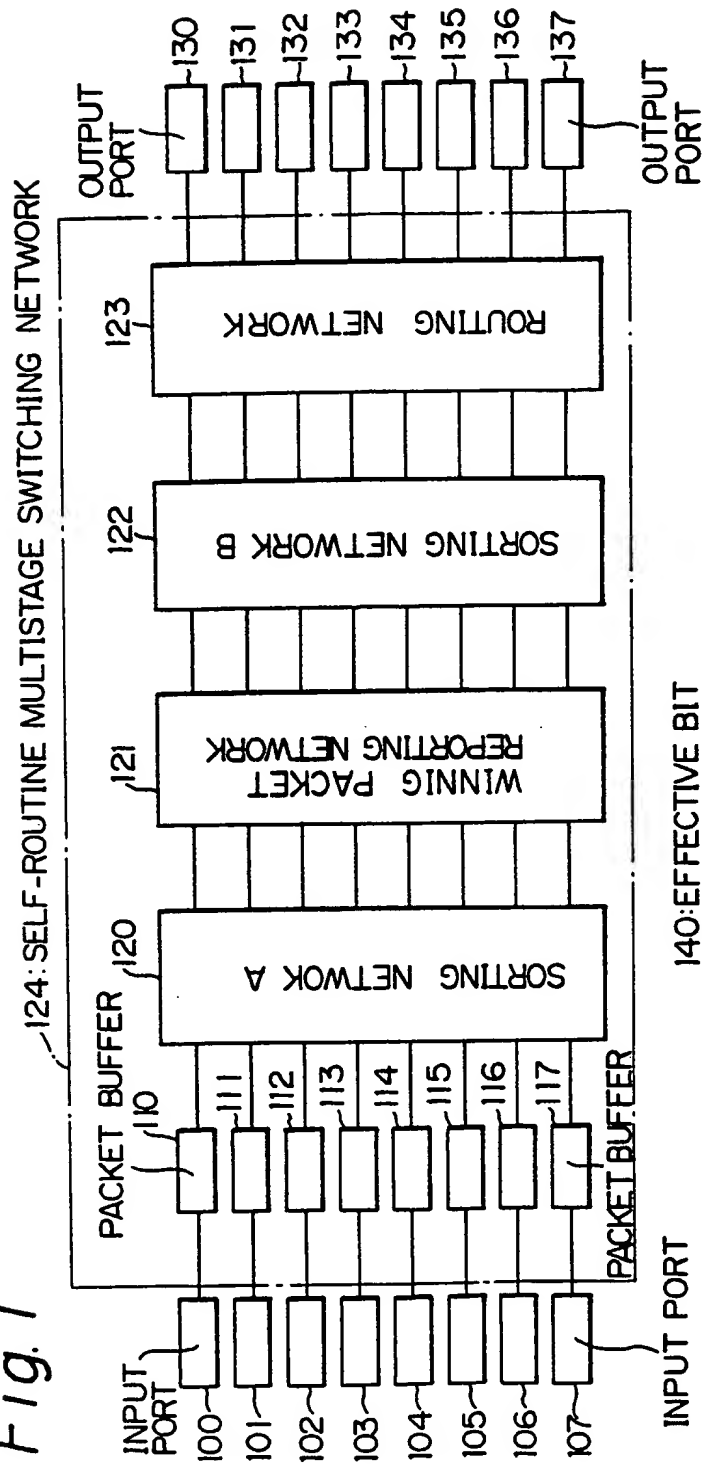 Fig. 1
124: SELF-ROUTINE MULTISTAGE SWITCHING NETWORK
INPUT
PORT
100
101
102
103
104
105
106
107
INPUT PORT
PACKET BUFFER
110
111
112
113
114
115
116
117
PACKET BUFFER
120
SORTING NETWOK A
121
WINNIG PACKET
REPORTING NETWORK
122
SORTING NETWORK B
123
ROUTING NETWORK
OUTPUT
PORT
130
131
132
133
134
135
136
137
OUTPUT
PORT
140: EFFECTIVE BIT